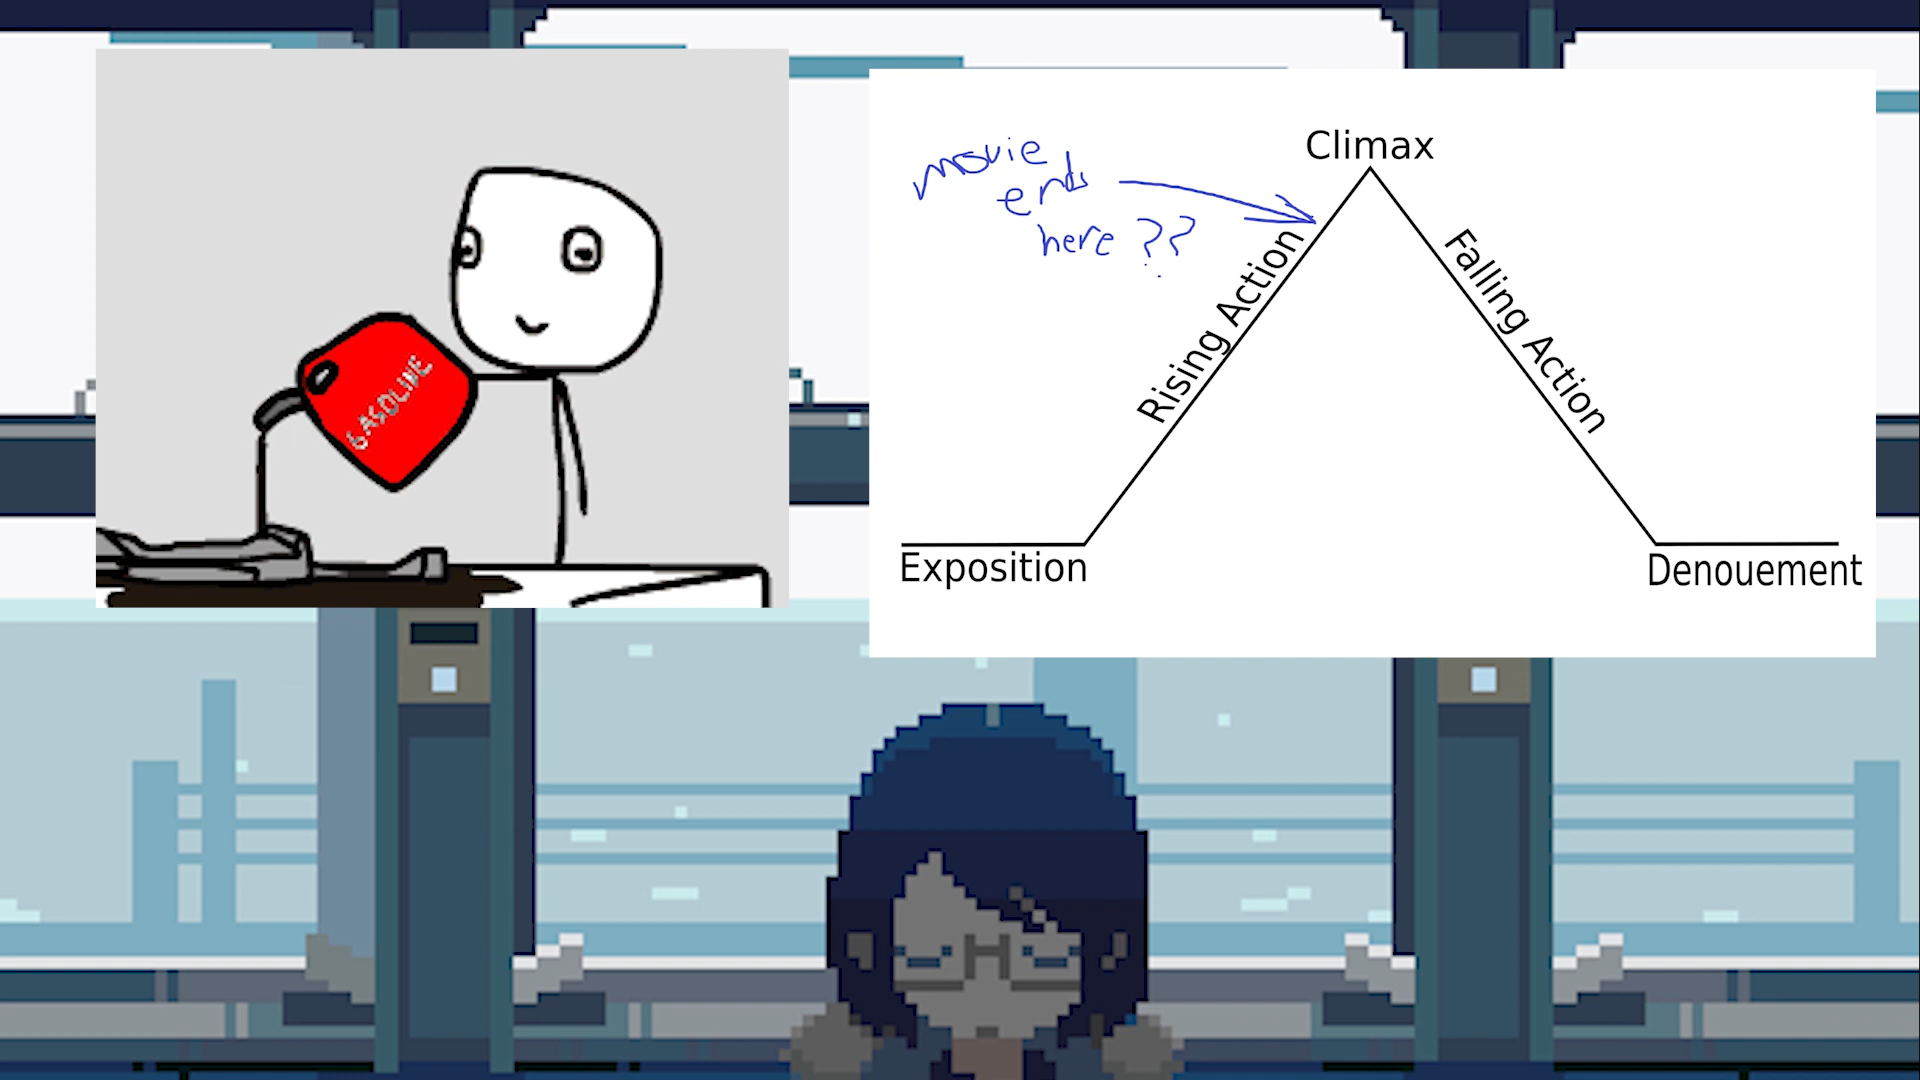 GASOLINE
movie
ends
here ??
Climax
Rising Action
Falling Action
Exposition
Denouement